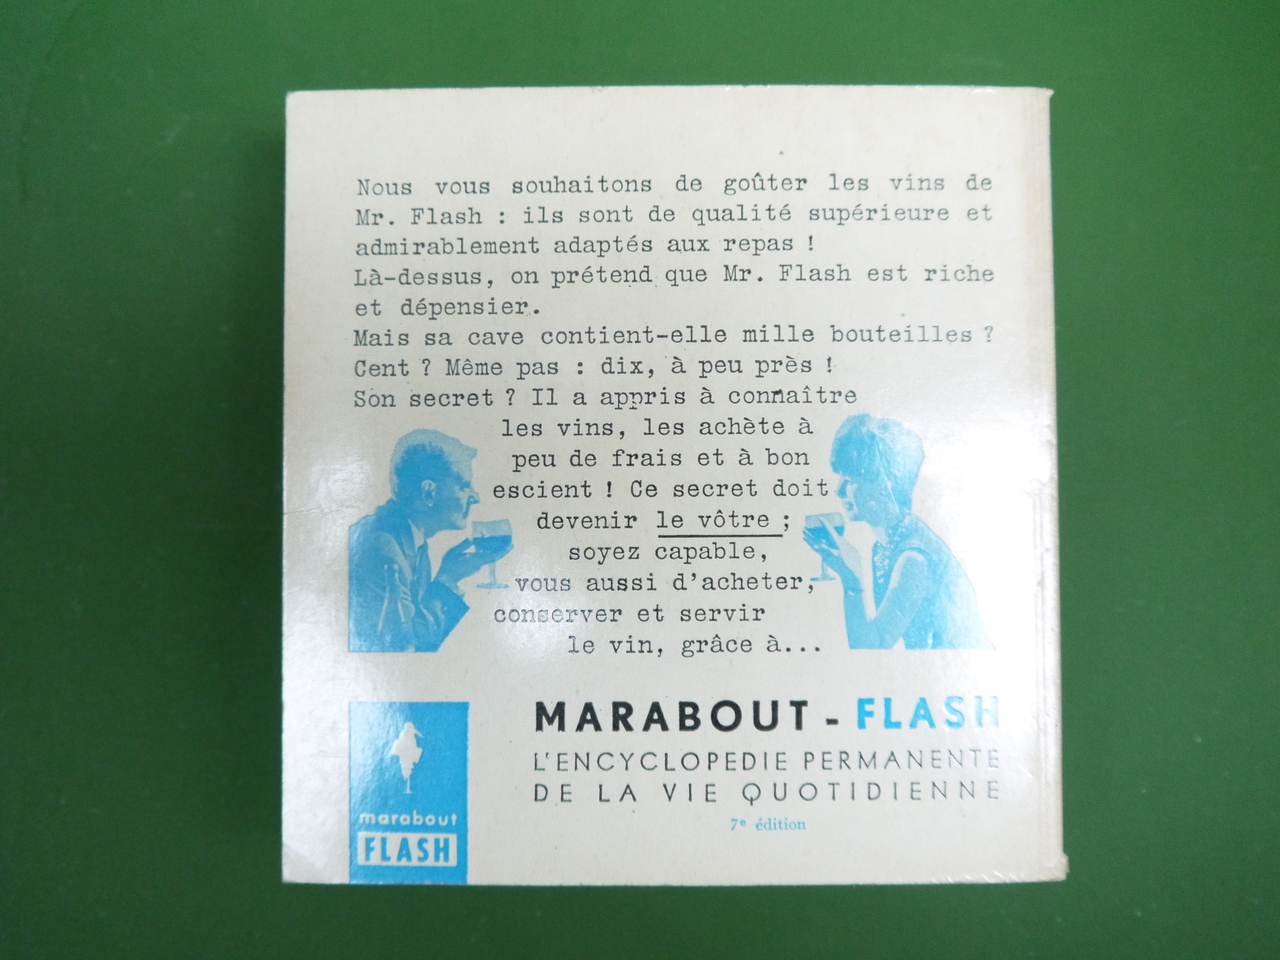 Nous vous souhaitons de goûter les vins de
Mr. Flash : ils sont de qualité supérieure et
admirablement adaptés aux repas !
Là-dessus, on prétend que Mr. Flash est riche
et dépensier.
Mais sa cave contient-elle mille bouteilles ?
Cent ? Même pas : dix, à peu près !
Son secret ? Il a appris à connaître
les vins, les achète à
peu de frais et à bon
escient ! Ce secret doit
devenir le vôtre ;
soyez capable,
vous aussi d'acheter,
conserver et servir
le vin, grâce à...
MARABOUT - FLASH
L'ENCYCLOPEDIE PERMANENTE
DE LA VIE QUOTIDIENNE
7e édition
marabout
FLASH